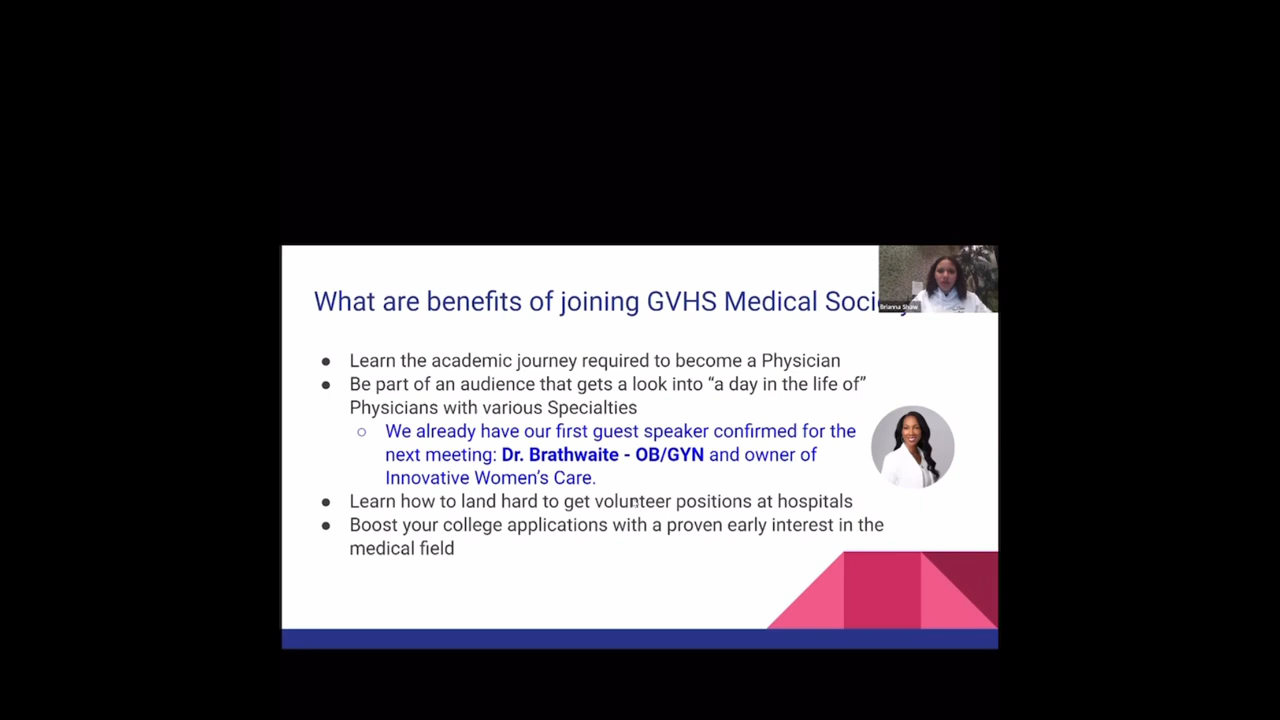 What are benefits of joining GVHS Medical Soci
Brianna Shaw
● Learn the academic journey required to become a Physician
● Be part of an audience that gets a look into “a day in the life of”
Physicians with various Specialties
○ We already have our first guest speaker confirmed for the
next meeting: Dr. Brathwaite - OB/GYN and owner of
Innovative Women’s Care.
● Learn how to land hard to get volunteer positions at hospitals
● Boost your college applications with a proven early interest in the
medical field